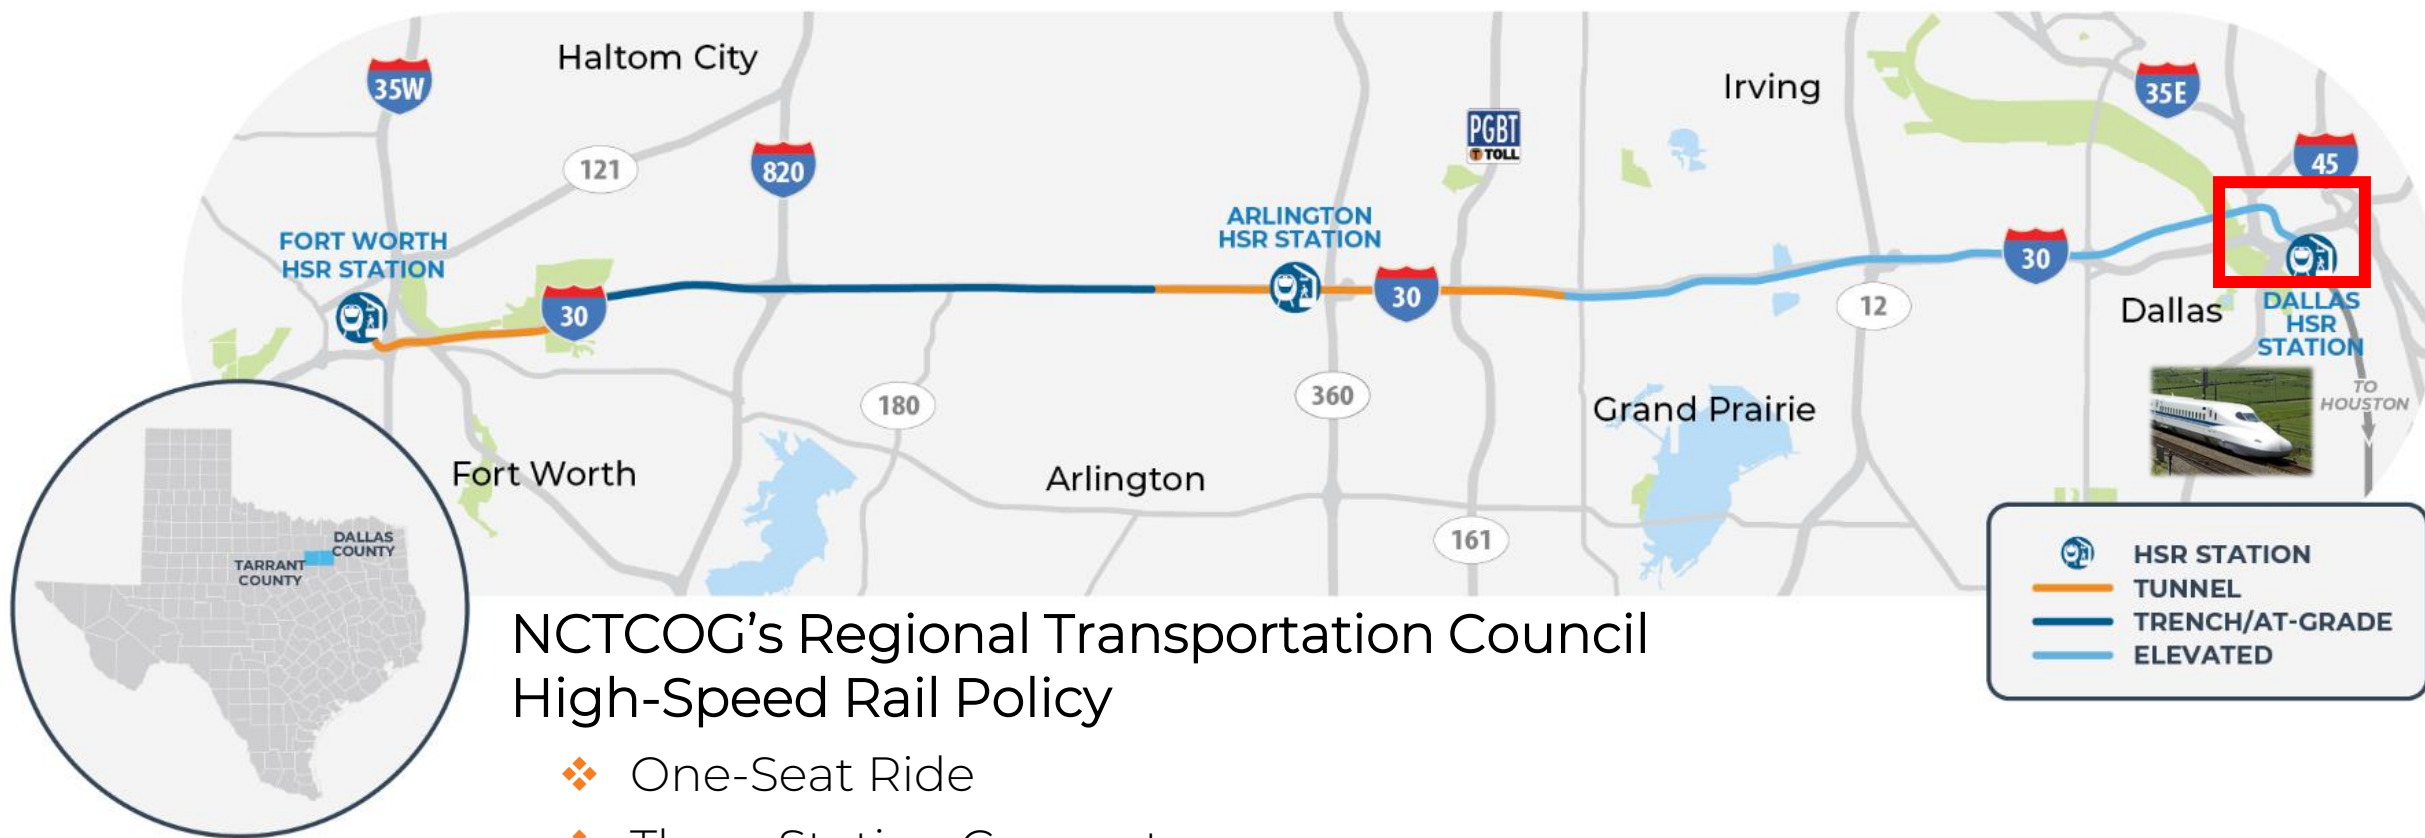 Haltom City
35W
Irving
35E
PGBT
TOLL
121
820
45
ARLINGTON
HSR STATION
FORT WORTH
HSR STATION
30
30
30
12
Dallas
DALLAS
HSR
STATION
TO
HOUSTON
180
360
Grand Prairie
Fort Worth
Arlington
161
DALLAS
COUNTY
TARRANT
COUNTY
HSR STATION
TUNNEL
TRENCH/AT-GRADE
ELEVATED
NCTCOG’s Regional Transportation Council
High-Speed Rail Policy
One-Seat Ride